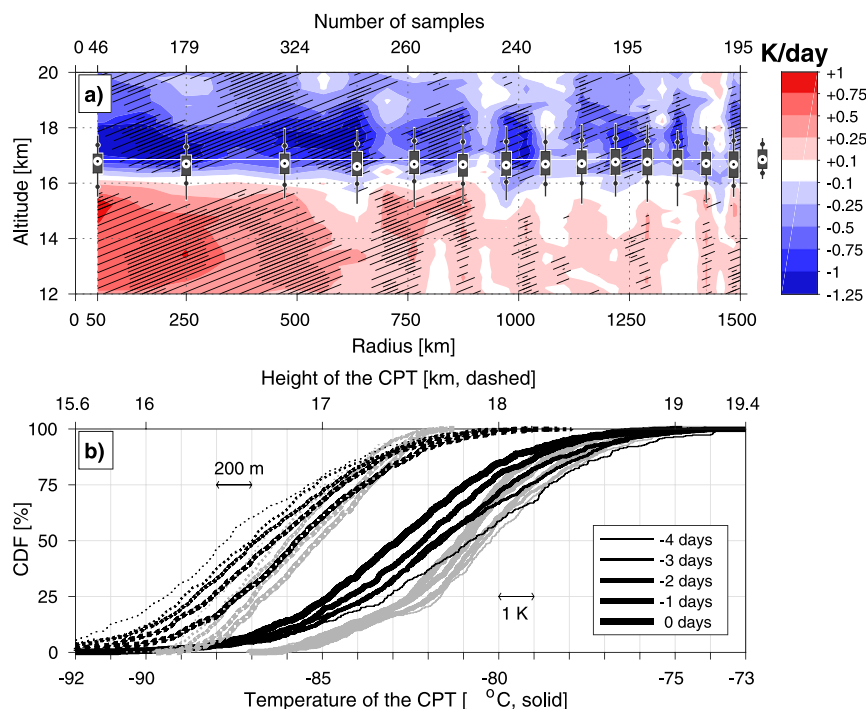 Number of samples
0 46 179 324 260 240 195 195
K/day
a)
20
18
16
14
12
Altitude [km]
+1
+0.75
+0.5
+0.25
+0.1
-0.1
-0.25
-0.5
-0.75
-1
-1.25
0 50 250 500 750 1000 1250 1500
Radius [km]
Height of the CPT [km, dashed]
15.6 16 17 18 19 19.4
b)
100
75
50
25
0
CDF [%]
200 m
1 K
-4 days
-3 days
-2 days
-1 days
0 days
-92 -90 -85 -80 -75 -73
Temperature of the CPT [ °C, solid]